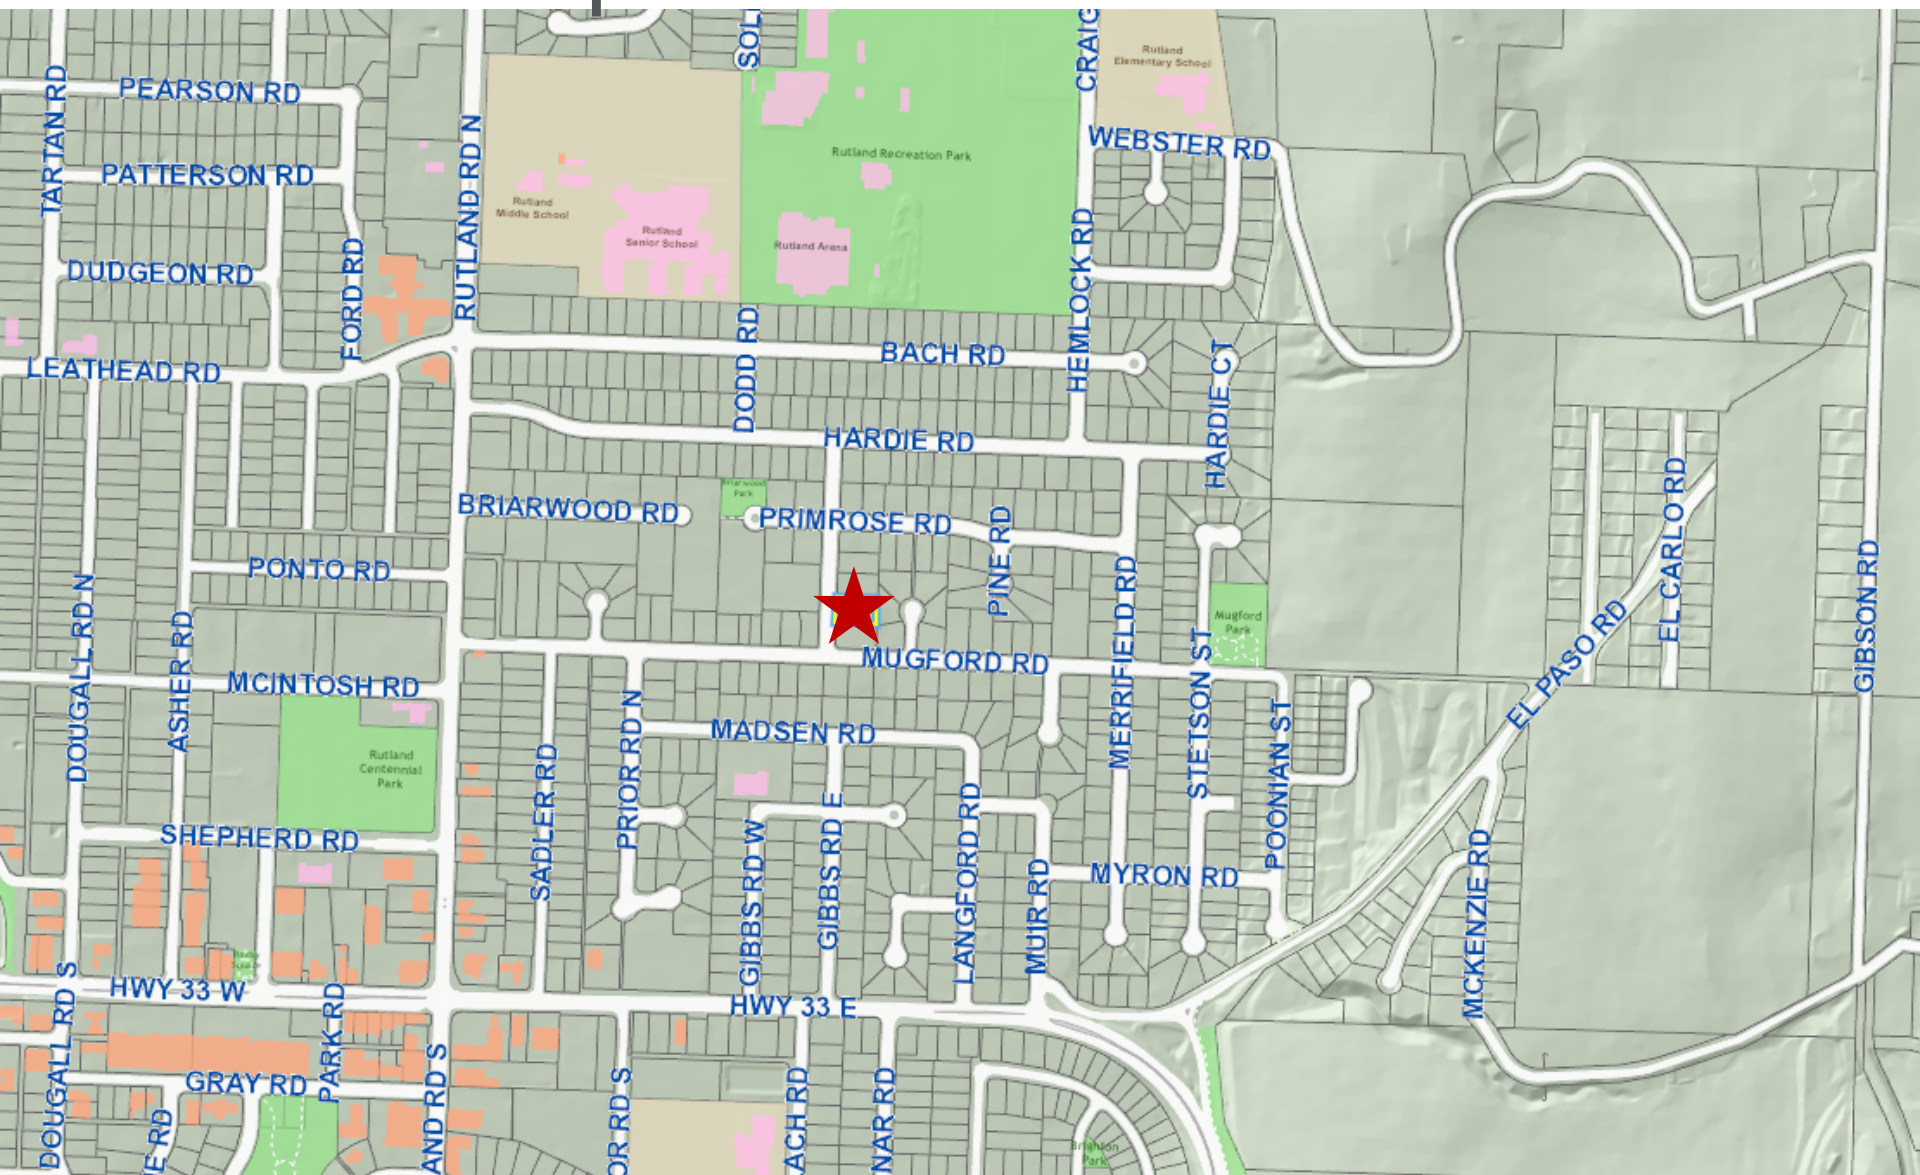 SOLL
CRAIG
Rutland
Elementary School
TARTAN RD
PEARSON RD
RUTLAND RD N
WEBSTER RD
Rutland Recreation Park
PATTERSON RD
Rutland
Middle School
Rutland
Senior School
Rutland Arena
HEMLOCK RD
DUDGEON RD
FORD RD
LEATHEAD RD
DODD RD
BACH RD
HARDIE CT
HARDIE RD
Briarwood
Park
BRIARWOOD RD
PRIMROSE RD
PINE RD
EL CARLO RD
GIBSON RD
PONTO RD
DOUGALL RD N
ASHER RD
MERRIFIELD RD
Mugford
Park
STETSON ST
EL PASO RD
MUGFORD RD
MCINTOSH RD
PRIOR RD N
MADSEN RD
POONIAN ST
Rutland
Centennial
Park
SADLER RD
SHEPHERD RD
GIBBS RD W
GIBBS RD E
LANGFORD RD
MUIR RD
MYRON RD
MCKENZIE RD
HWY 33 W
HWY 33 E
DOUGALL RD S
PARK RD
GRAY RD
AND RD S
OR RD S
ACH RD
NAR RD
E RD
Brighton
Park